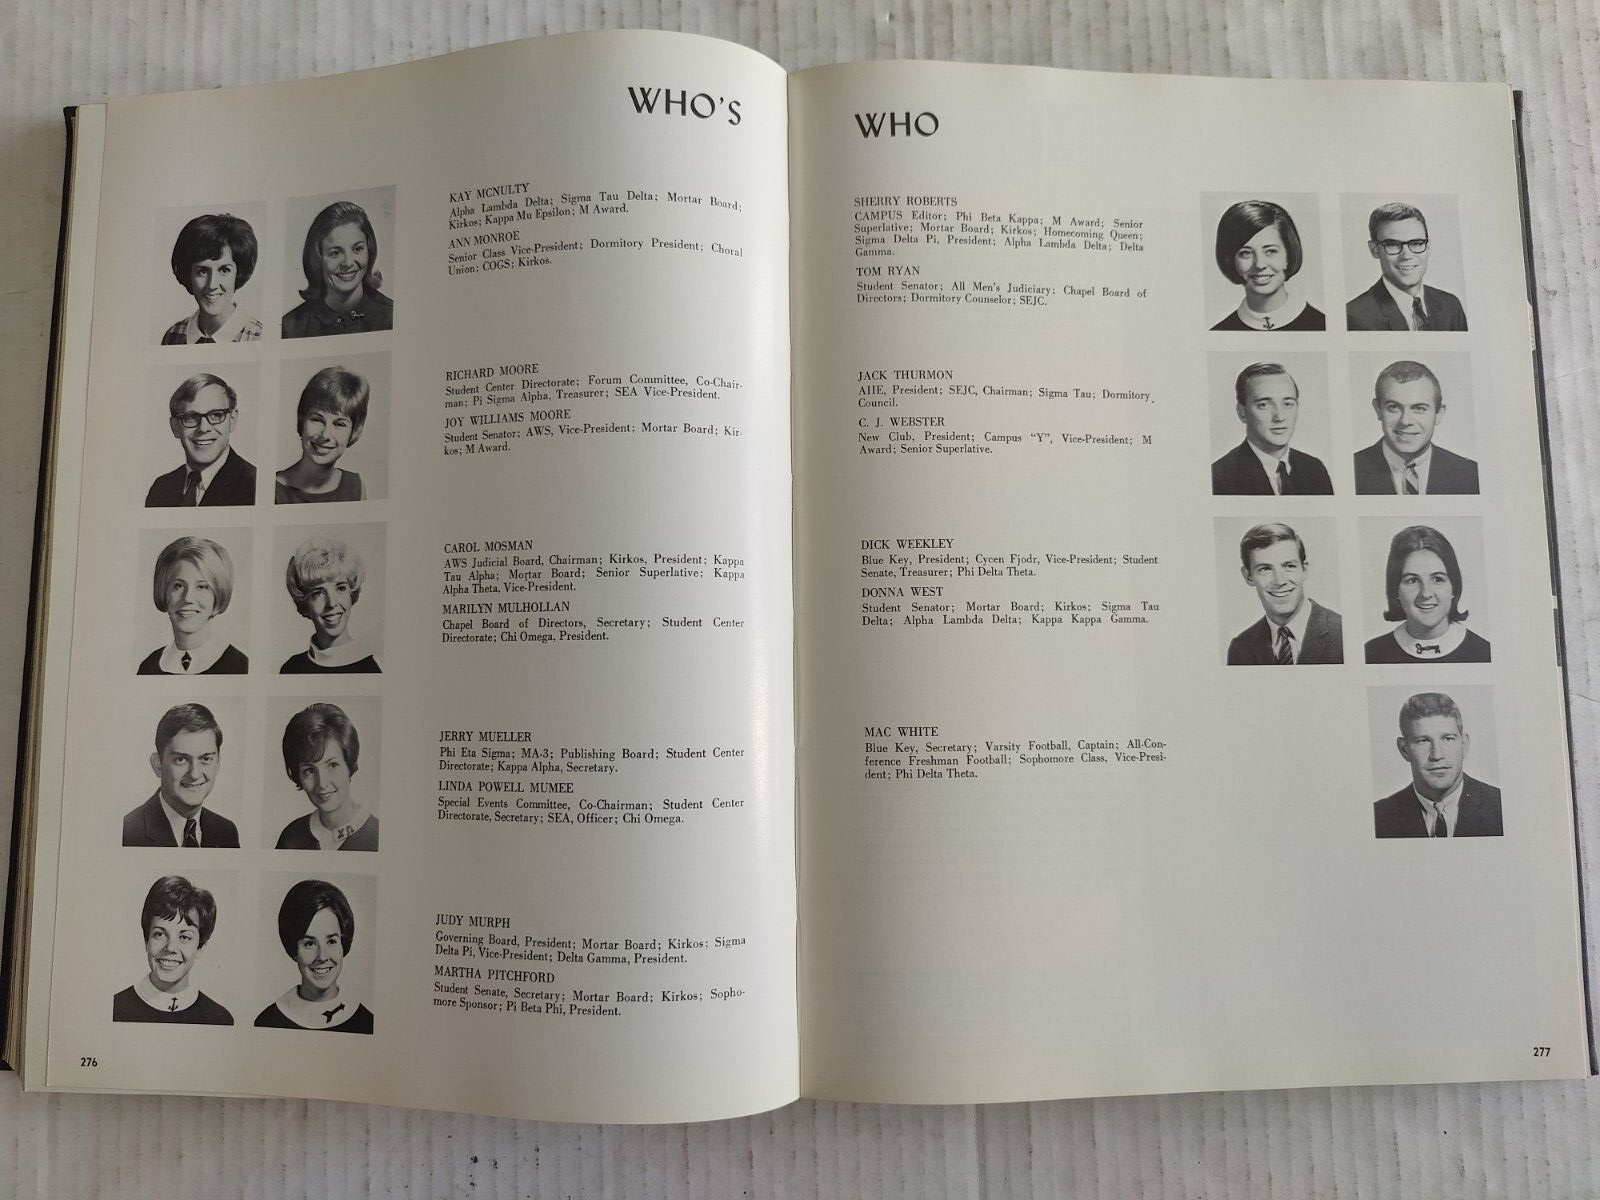 WHO'S
KAY MCNULTY
Alpha Lambda Delta; Sigma Tau Delta; Mortar Board;
Kirkos; Kappa Mu Epsilon; M Award.
ANN MONROE
Senior Class Vice-President; Dormitory President; Choral
Union; COGS; Kirkos.
RICHARD MOORE
Student Center Directorate; Forum Committee, Co-Chair-
man; Pi Sigma Alpha, Treasurer; SEA Vice-President.
JOY WILLIAMS MOORE
Student Senator; AWS, Vice-President; Mortar Board; Kir-
kos; M Award.
CAROL MOSMAN
AWS Judicial Board, Chairman; Kirkos, President; Kappa
Tau Alpha; Mortar Board; Senior Superlative; Kappa
Alpha Theta, Vice-President.
MARILYN MULHOLLAN
Chapel Board of Directors, Secretary; Student Center
Directorate; Chi Omega, President.
JERRY MUELLER
Phi Eta Sigma; MA-3; Publishing Board; Student Center
Directorate; Kappa Alpha, Secretary.
LINDA POWELL MUMEE
Special Events Committee, Co-Chairman; Student Center
Directorate, Secretary; SEA, Officer; Chi Omega.
JUDY MURPH
Governing Board, President; Mortar Board; Kirkos; Sigma
Delta Pi, Vice-President; Delta Gamma, President.
MARTHA PITCHFORD
Student Senate, Secretary; Mortar Board; Kirkos; Sopho-
more Sponsor; Pi Beta Phi, President.
276
WHO
SHERRY ROBERTS
CAMPUS Editor; Phi Beta Kappa; M Award; Senior
Superlative; Mortar Board; Kirkos; Homecoming Queen;
Sigma Delta Pi, President; Alpha Lambda Delta; Delta
Gamma.
TOM RYAN
Student Senator; All Men's Judiciary; Chapel Board of
Directors; Dormitory Counselor; SEJC.
JACK THURMON
AIIE, President; SEJC, Chairman; Sigma Tau; Dormitory
Council.
C. J. WEBSTER
New Club, President; Campus "Y", Vice-President; M
Award; Senior Superlative.
DICK WEEKLEY
Blue Key, President; Cycen Fjodr, Vice-President; Student
Senate, Treasurer; Phi Delta Theta.
DONNA WEST
Student Senator; Mortar Board; Kirkos; Sigma Tau
Delta; Alpha Lambda Delta; Kappa Kappa Gamma.
MAC WHITE
Blue Key, Secretary; Varsity Football, Captain; All-Con-
ference Freshman Football; Sophomore Class, Vice-Presi-
dent; Phi Delta Theta.
277